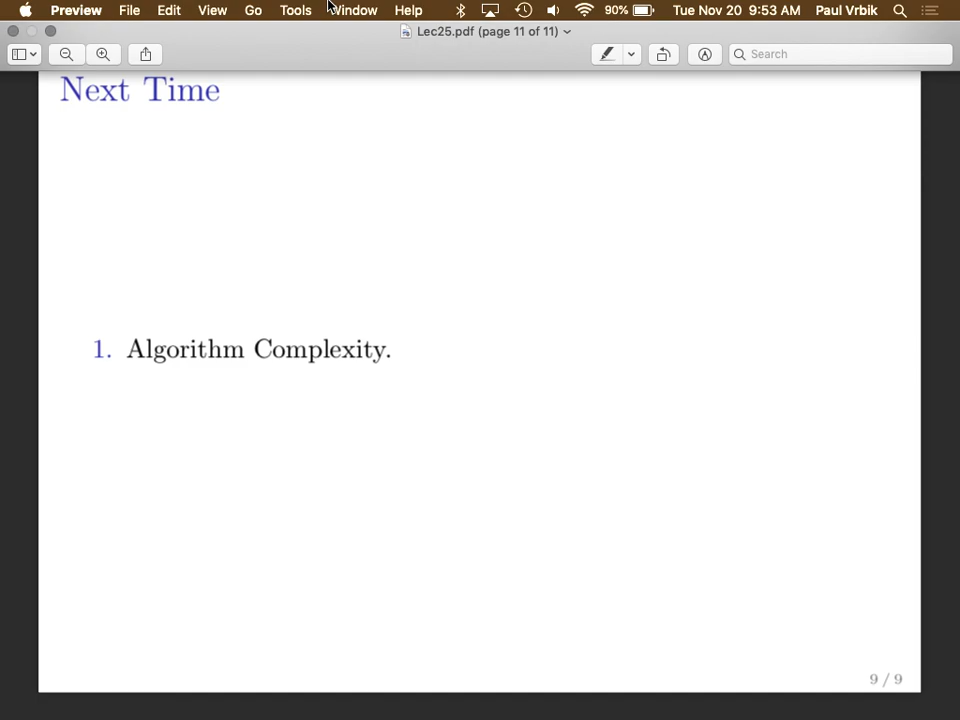 Preview File Edit View Go Tools Window Help 90% Tue Nov 20 9:53 AM Paul Vrbik
Lec25.pdf (page 11 of 11)
Search
Next Time
1. Algorithm Complexity.
9 / 9